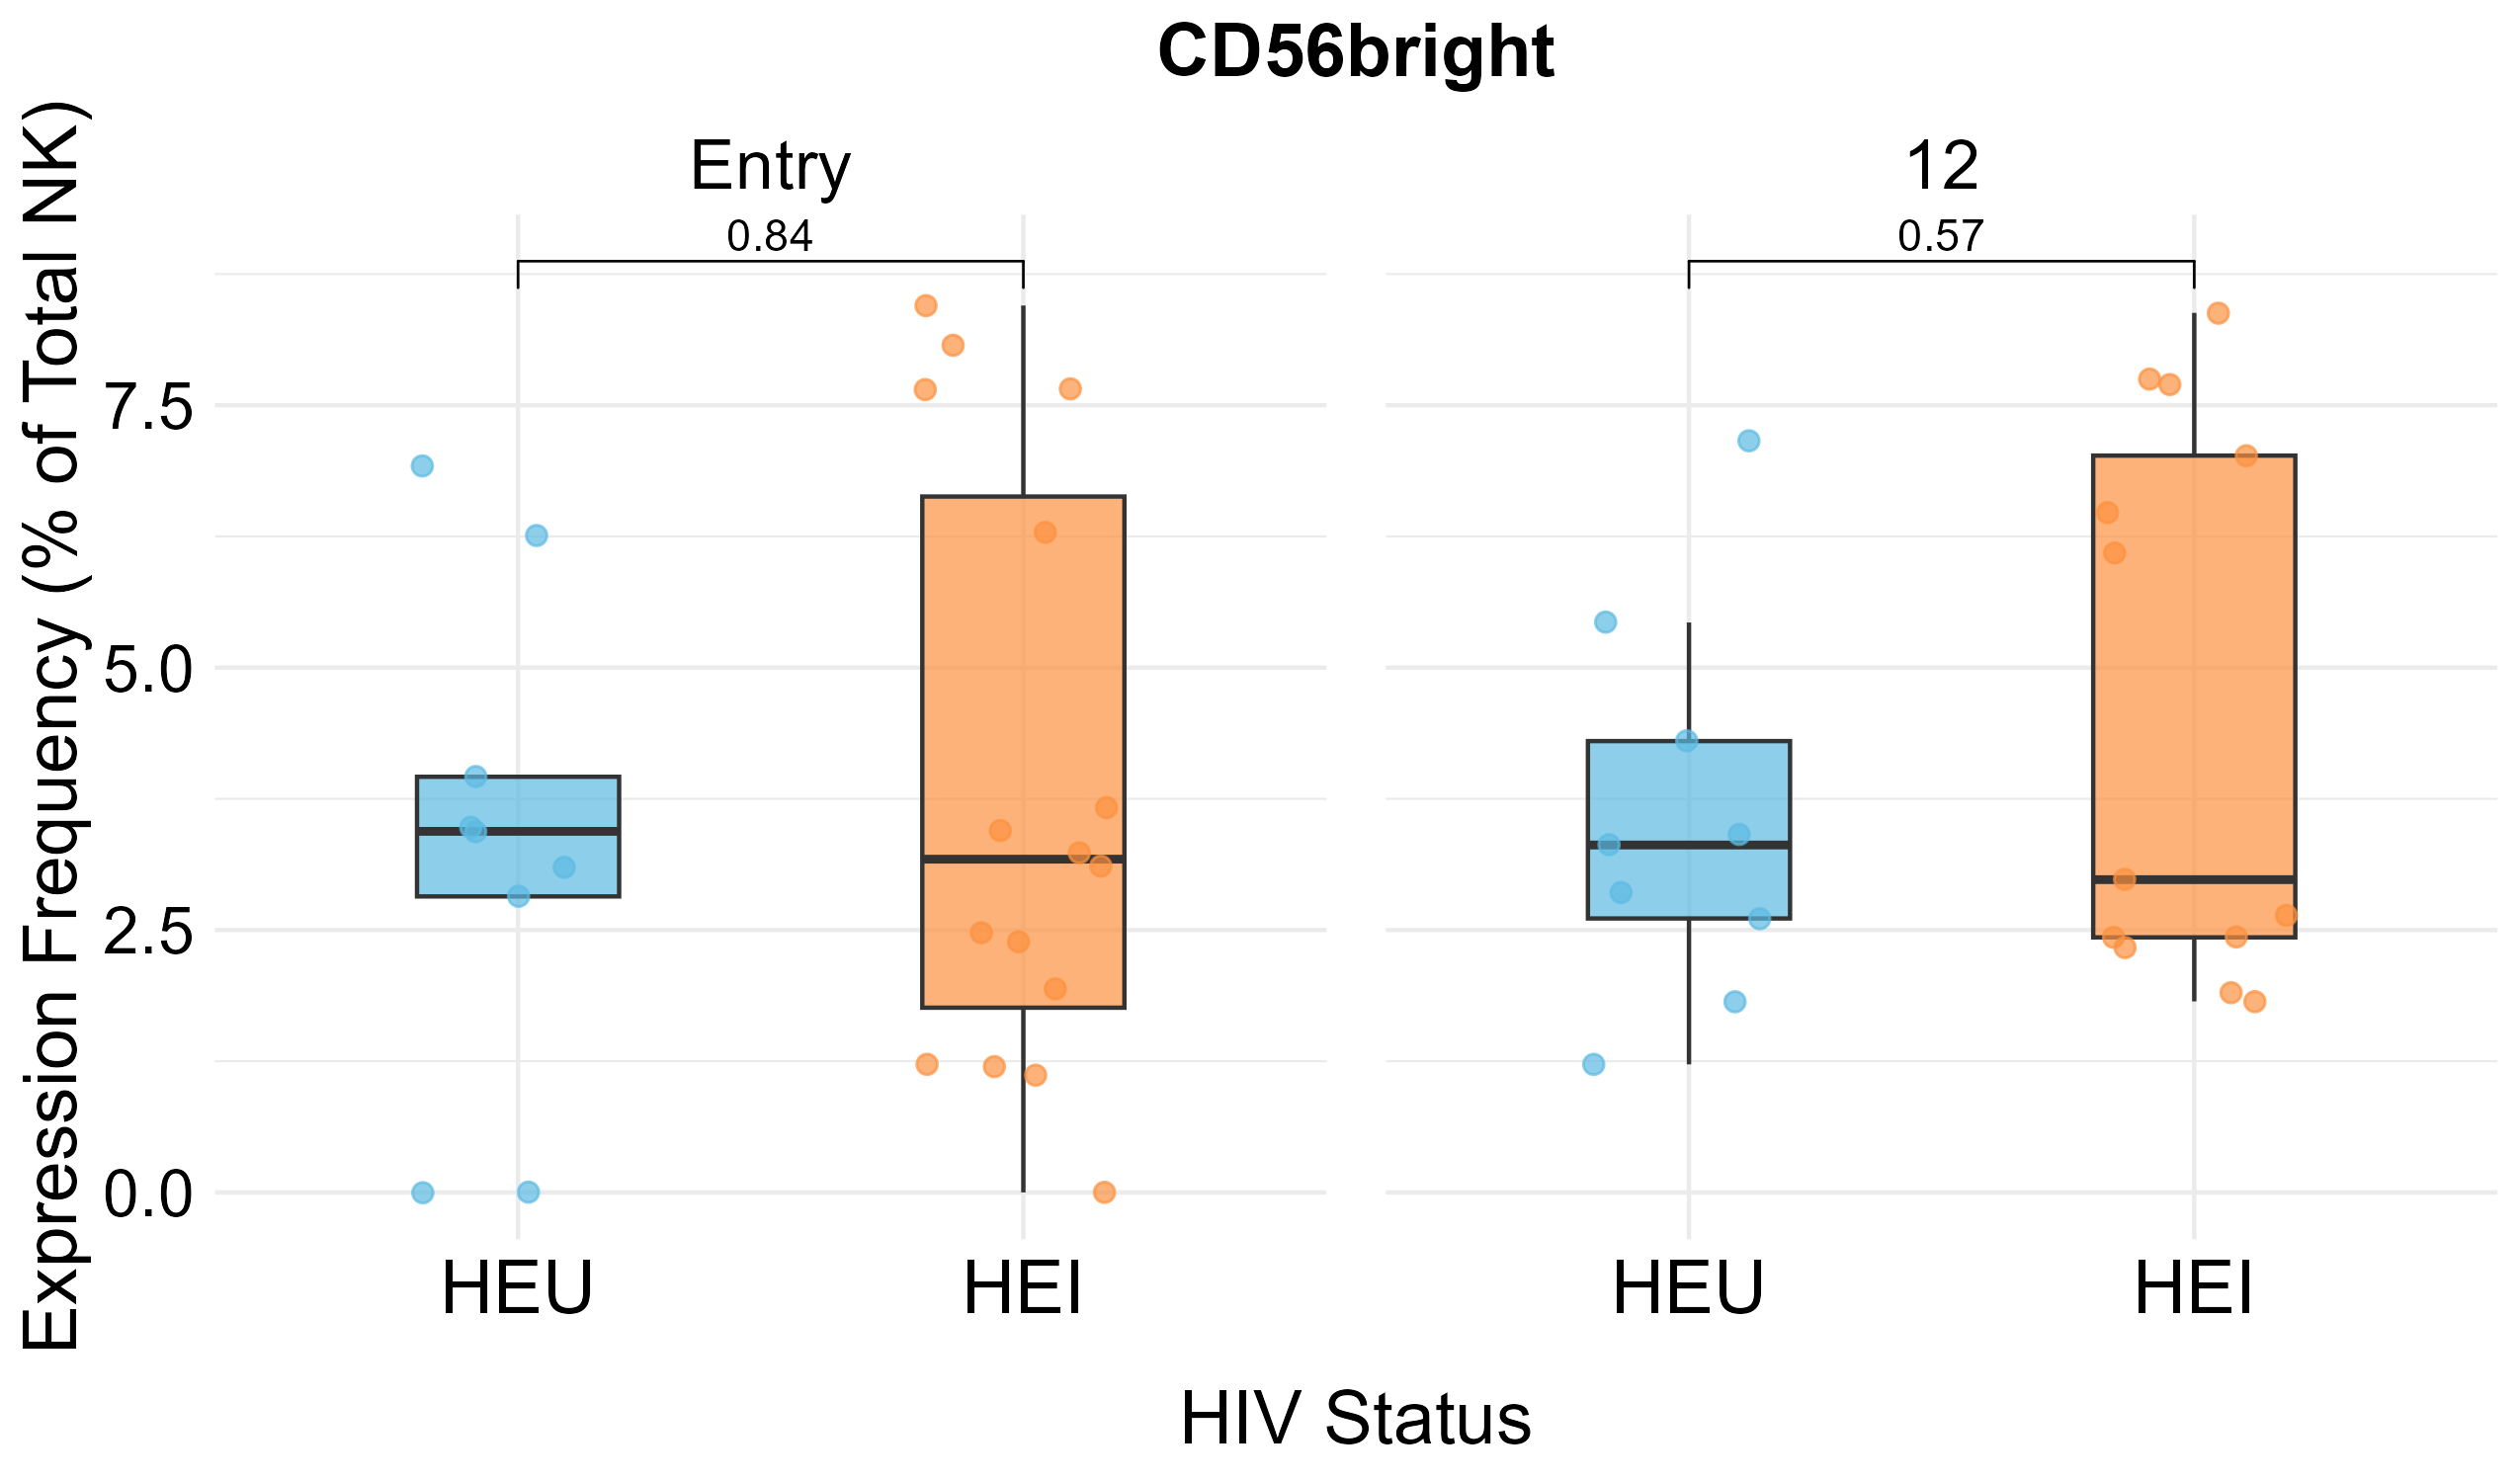 CD56bright
Entry
12
0.84
0.57
Expression Frequency (% of Total NK)
7.5
5.0
2.5
0.0
HEU
HEI
HEU
HEI
HIV Status